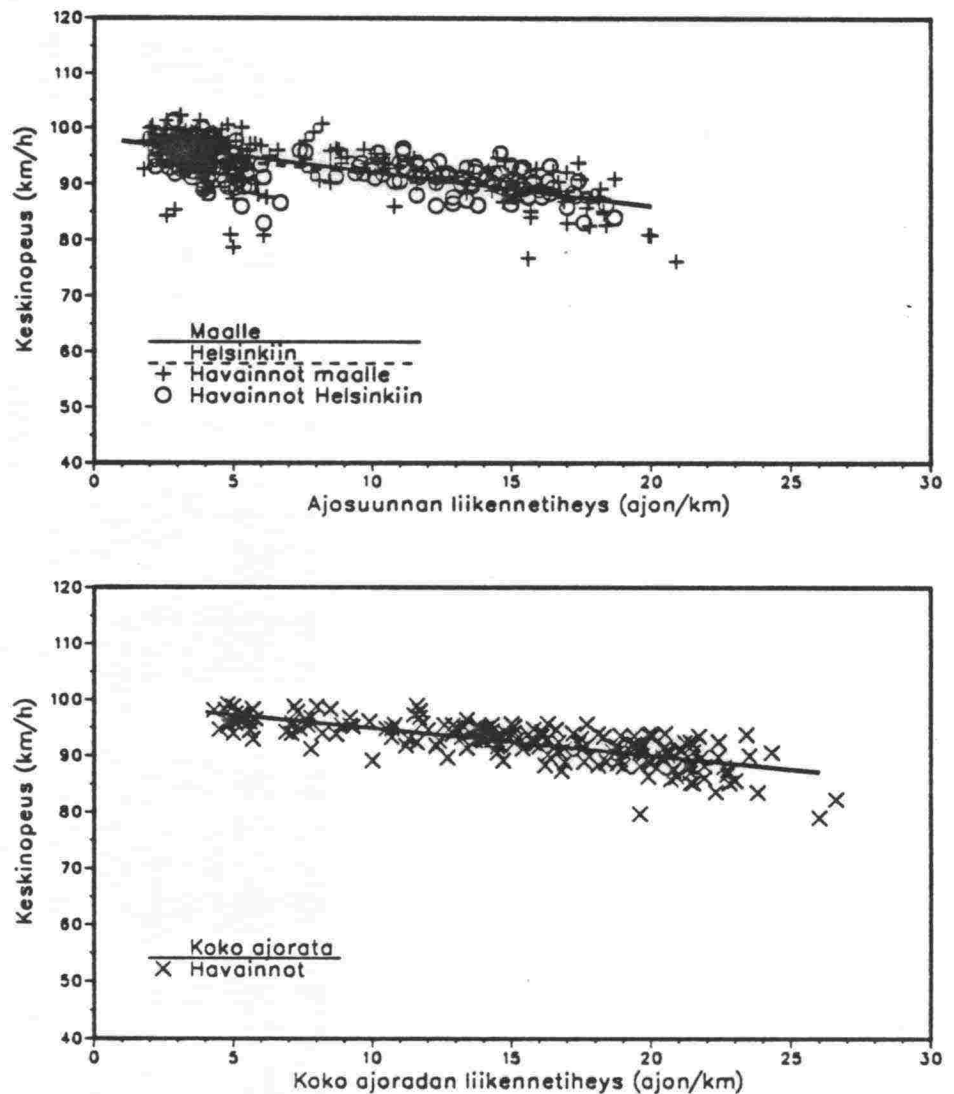 120
110
100
90
80
70
60
50
40
Keskinopeus (km/h)
Maalle
Helsinkiin
Havainnot maalle
Havainnot Helsinkiin
0 5 10 15 20 25 30
Ajosuunnan liikennetiheys (ajon/km)
120
110
100
90
80
70
60
50
40
Keskinopeus (km/h)
Koko ajorata
Havainnot
0 5 10 15 20 25 30
Koko ajoradan liikennetiheys (ajon/km)